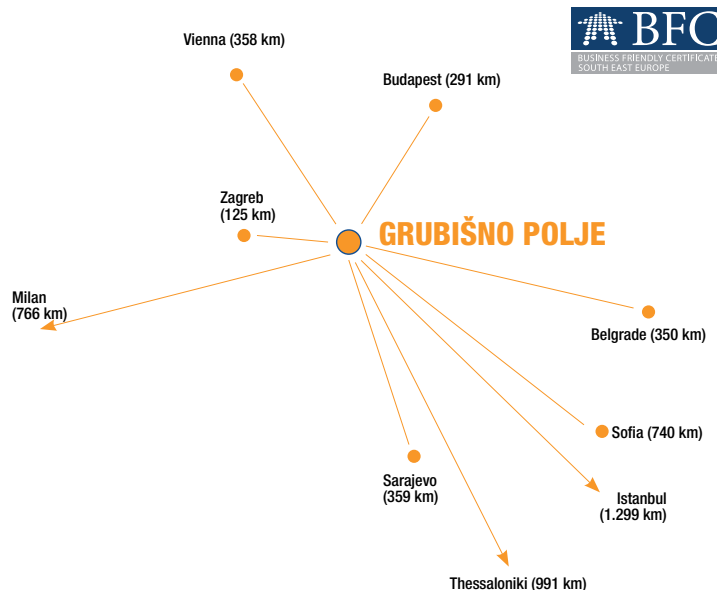 BFC
BUSINESS FRIENDLY CERTIFICATE
SOUTH EAST EUROPE
Vienna (358 km)
Budapest (291 km)
Zagreb
(125 km)
GRUBIŠNO POLJE
Milan
(766 km)
Belgrade (350 km)
Sofia (740 km)
Sarajevo
(359 km)
Istanbul
(1.299 km)
Thessaloniki (991 km)